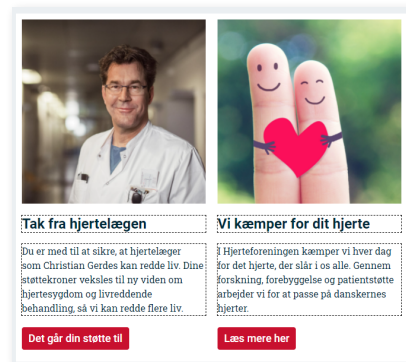 Tak fra hjertelægen
Du er med til at sikre, at hjertelæger
som Christian Gerdes kan redde liv. Dine
støttekroner veksles til ny viden om
hjertesygdom og livreddende
behandling, så vi kan redde flere liv.
Det går din støtte til
Vi kæmper for dit hjerte
I Hjerteforeningen kæmper vi hver dag
for det hjerte, der slår i os alle. Gennem
forskning, forebyggelse og patientstøtte
arbejder vi for at passe på danskernes
hjerter.
Læs mere her